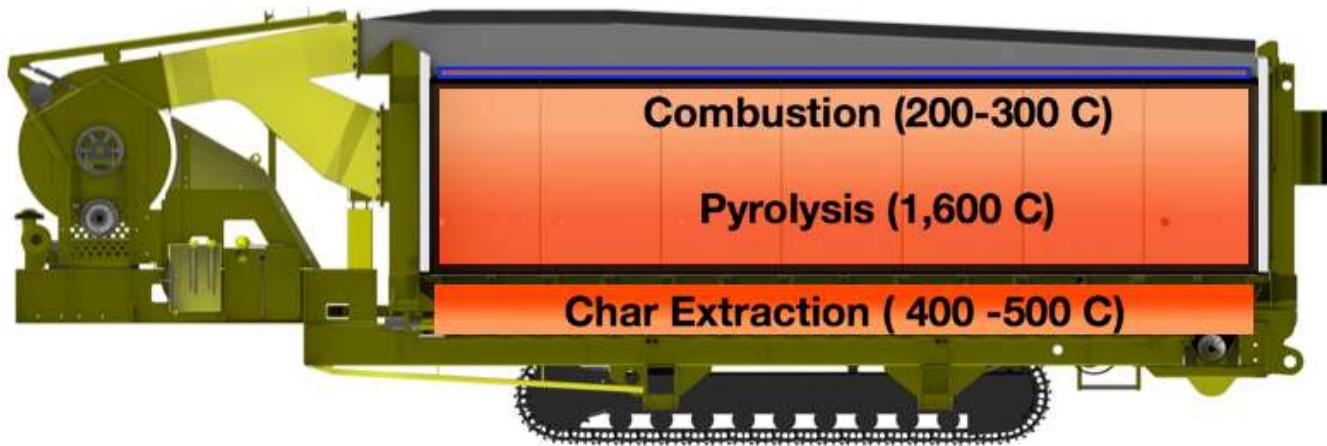 Combustion (200-300 C)
Pyrolysis (1,600 C)
Char Extraction ( 400 -500 C)